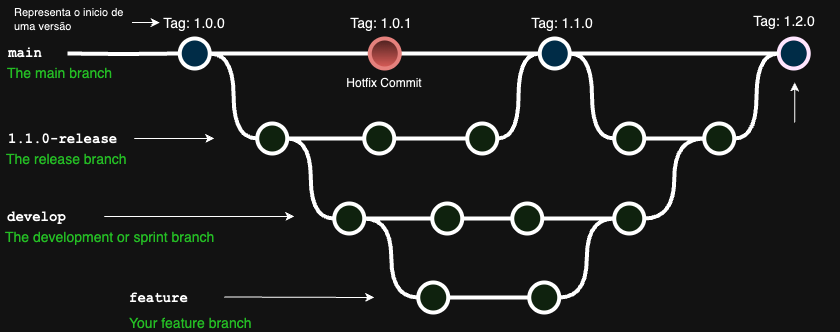 Representa o inicio de
uma versão
Tag: 1.0.0
Tag: 1.0.1
Tag: 1.1.0
Tag: 1.2.0
main
The main branch
Hotfix Commit
1.1.0-release
The release branch
develop
The development or sprint branch
feature
Your feature branch